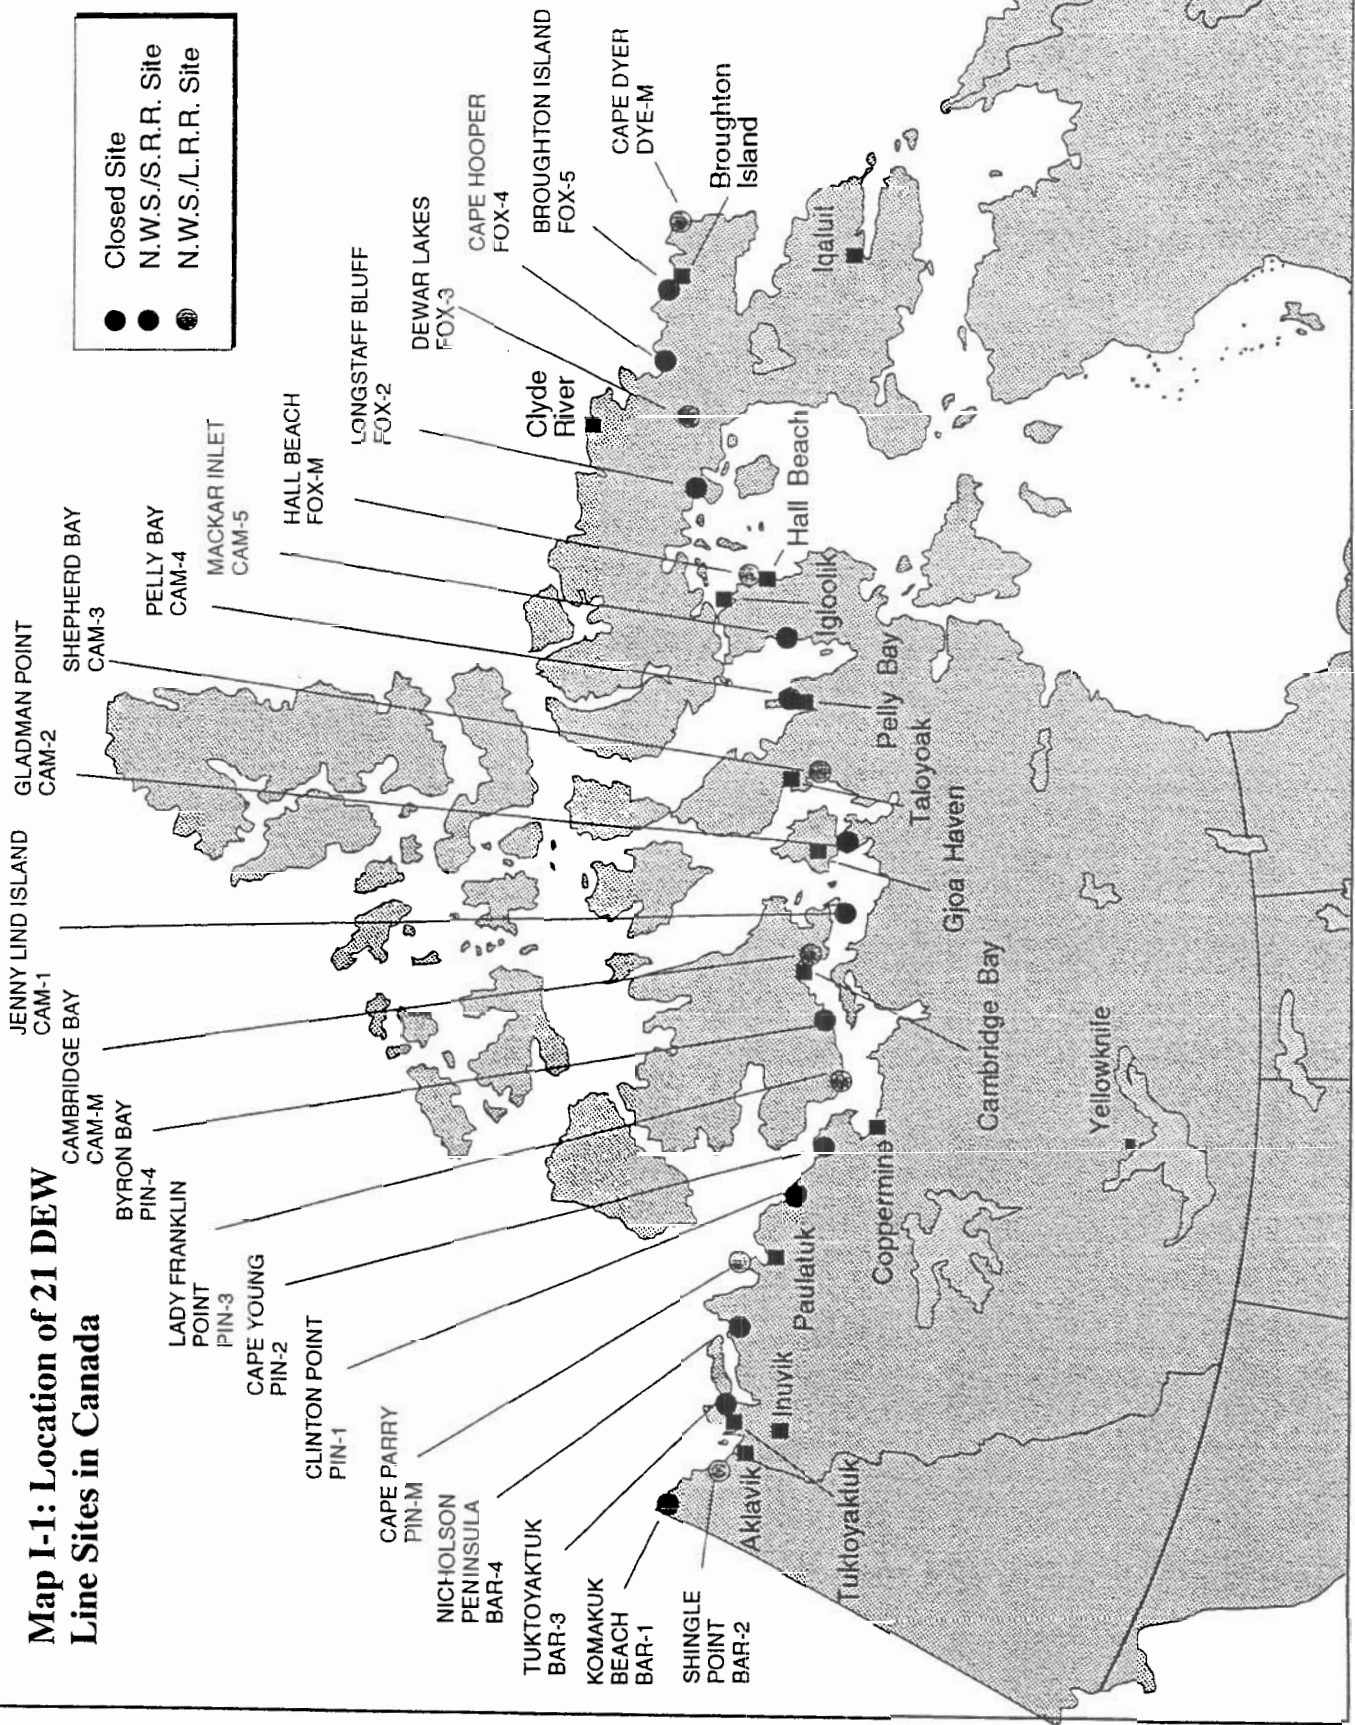 Map I-1: Location of 21 DEW
Line Sites in Canada
Closed Site
N.W.S./S.R.R. Site
N.W.S./L.R.R. Site
KOMAKUK
BEACH
BAR-1
SHINGLE
POINT
BAR-2
TUKTOYAKTUK
BAR-3
NICHOLSON
PENINSULA
BAR-4
CAPE PARRY
PIN-M
CLINTON POINT
PIN-1
CAPE YOUNG
PIN-2
LADY FRANKLIN
POINT
PIN-3
BYRON BAY
PIN-4
CAMBRIDGE BAY
CAM-M
JENNY LIND ISLAND
CAM-1
GLADMAN POINT
CAM-2
SHEPHERD BAY
CAM-3
PELLY BAY
CAM-4
MACKAR INLET
CAM-5
HALL BEACH
FOX-M
LONGSTAFF BLUFF
FOX-2
DEWAR LAKES
FOX-3
CAPE HOOPER
FOX-4
BROUGHTON ISLAND
FOX-5
CAPE DYER
DYE-M
Aklavik
Tuktoyaktuk
Inuvik
Paulatuk
Coppermine
Yellowknife
Cambridge Bay
Gjoa Haven
Taloyoak
Pelly Bay
Igloolik
Hall Beach
Clyde
River
Broughton
Island
Iqaluit